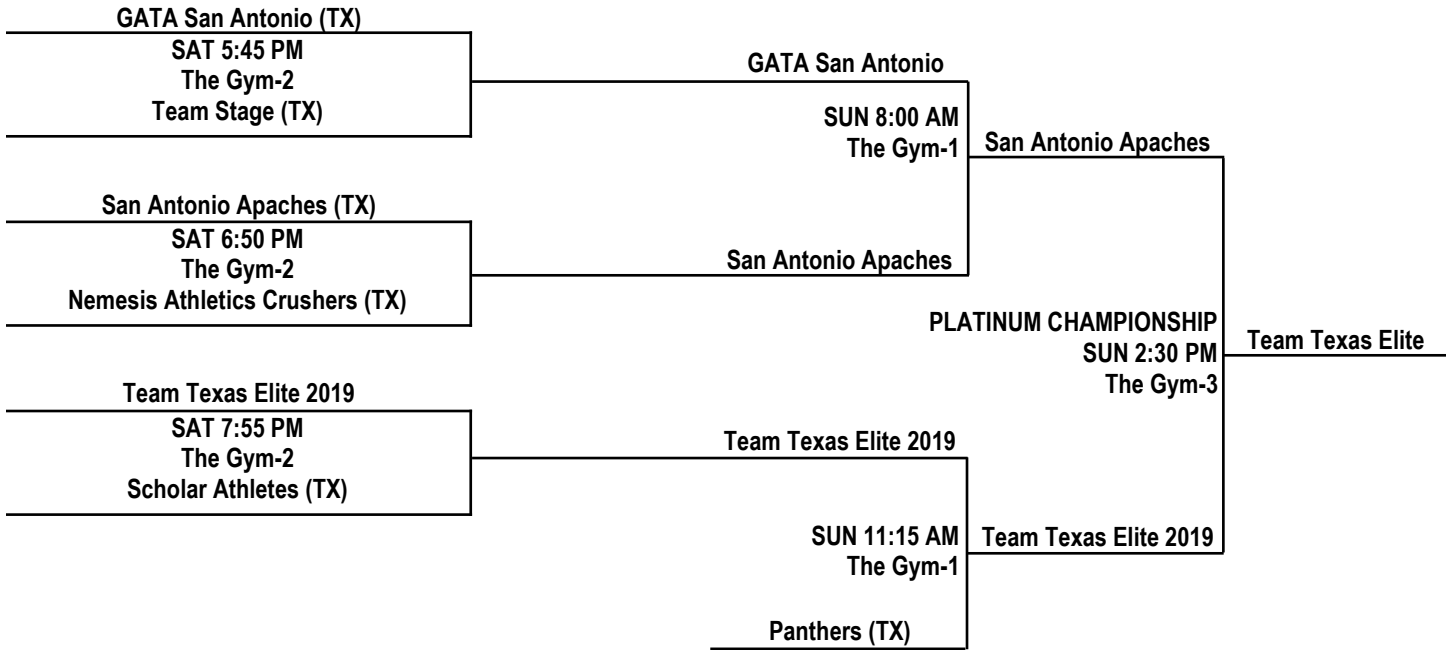 GATA San Antonio (TX)
SAT 5:45 PM
The Gym-2
Team Stage (TX)
GATA San Antonio
SUN 8:00 AM
The Gym-1
San Antonio Apaches
San Antonio Apaches (TX)
SAT 6:50 PM
The Gym-2
Nemesis Athletics Crushers (TX)
San Antonio Apaches
PLATINUM CHAMPIONSHIP
SUN 2:30 PM
The Gym-3
Team Texas Elite
Team Texas Elite 2019
SAT 7:55 PM
The Gym-2
Scholar Athletes (TX)
Team Texas Elite 2019
SUN 11:15 AM
The Gym-1
Team Texas Elite 2019
Panthers (TX)